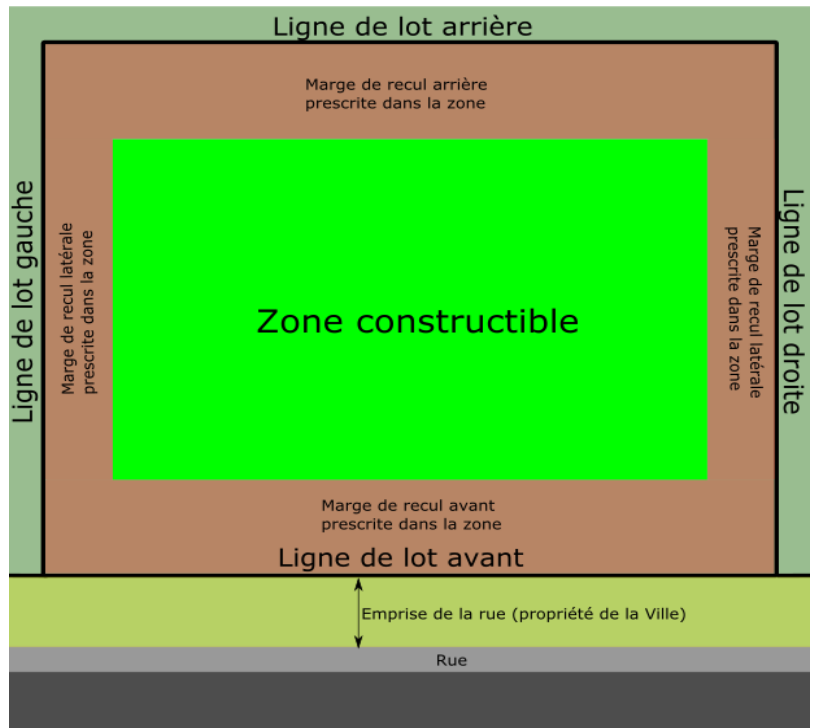 Ligne de lot arrière
Marge de recul arrière
prescrite dans la zone
Ligne de lot gauche
Marge de recul latérale
prescrite dans la zone
Zone constructible
Marge de recul latérale
prescrite dans la zone
Ligne de lot droite
Marge de recul avant
prescrite dans la zone
Ligne de lot avant
Emprise de la rue (propriété de la Ville)
Rue